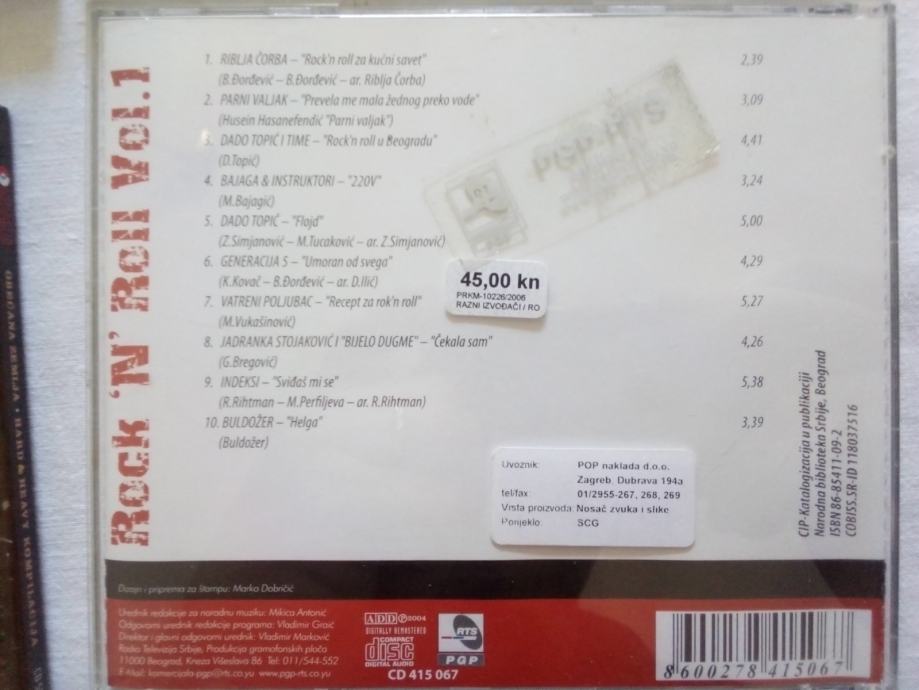 Rock 'N' Roll Vol.1
1. RIBLJA ČORBA – "Rock'n roll za kućni savet" 2,39
(B.Đorđević – B.Đorđević – ar. Riblja Čorba)
2. PARNI VALJAK – "Prevela me mala žednog preko vode" 3,09
(Husein Hasanefendić "Parni valjak")
3. DADO TOPIĆ I TIME – "Rock'n roll u Beogradu" 4,41
(D.Topić)
4. BAJAGA & INSTRUKTORI – "220V" 3,24
(M.Bajagić)
5. DADO TOPIĆ – "Flojd" 5,00
(Z.Simjanović – M.Tucaković – ar. Z.Simjanović)
6. GENERACIJA 5 – "Umoran od svega" 4,29
(K.Kovač – B.Đorđević – ar. D.Ilić)
7. VATRENI POLJUBAC – "Recept za rok'n roll" 5,27
(M.Vukašinović)
8. JADRANKA STOJAKOVIĆ I "BIJELO DUGME" – "Čekala sam" 4,26
(G.Bregović)
9. INDEKSI – "Sviđaš mi se" 5,38
(R.Rihtman – M.Perfiljeva – ar. R.Rihtman)
10. BULDOŽER – "Helga" 3,39
(Buldožer)
PGP-RTS
45,00 kn
PRKM-10226/2006
RAZNI IZVOĐAČI / RO
Uvoznik: POP naklada d.o.o.
Zagreb, Dubrava 194a
tel/fax: 01/2955-267, 268, 269
Vrsta proizvoda: Nosač zvuka i slike
Porijeklo: SCG
CIP-Katalogizacija u publikaciji
Narodna biblioteka Srbije, Beograd
ISBN 86-85411-09-2
COBISS.SR-ID 118037516
Dizajn i priprema za štampu: Marko Dobričić
Urednik redakcije za narodnu muziku: Mikica Antonić
Odgovorni urednik redakcije programa: Vladimir Graić
Direktor i glavni odgovorni urednik: Vladimir Marković
Radio Televizija Srbije, Produkcija gramofonskih ploča
11000 Beograd, Kneza Višeslava 86 Tel: 011/544-552
E-Mail: komercijala-pgp@rts.co.yu www.pgp-rts.co.yu
ADD ℗2004
DIGITALLY REMASTERED
COMPACT
disc
DIGITAL AUDIO
RTS
PGP
CD 415 067
8 600278 415067
OBEĆANA ZEMLJA • HARD & HEAVY KOMPILACIJA